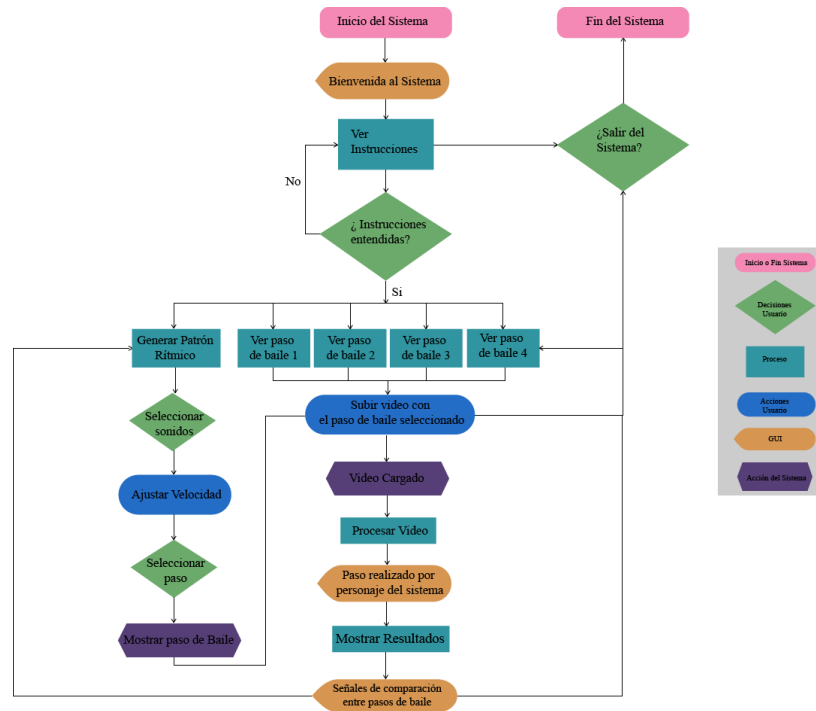 Inicio del Sistema
Fin del Sistema
Bienvenida al Sistema
Ver
Instrucciones
¿Salir del
Sistema?
No
¿ Instrucciones
entendidas?
Si
Generar Patrón
Rítmico
Ver paso
de baile 1
Ver paso
de baile 2
Ver paso
de baile 3
Ver paso
de baile 4
Seleccionar
sonidos
Subir video con
el paso de baile seleccionado
Ajustar Velocidad
Video Cargado
Procesar Video
Seleccionar
paso
Paso realizado por
personaje del sistema
Mostrar paso de Baile
Mostrar Resultados
Señales de comparación
entre pasos de baile
Inicio o Fin Sistema
Decisiones
Usuario
Proceso
Acciones
Usuario
GUI
Acción del Sistema